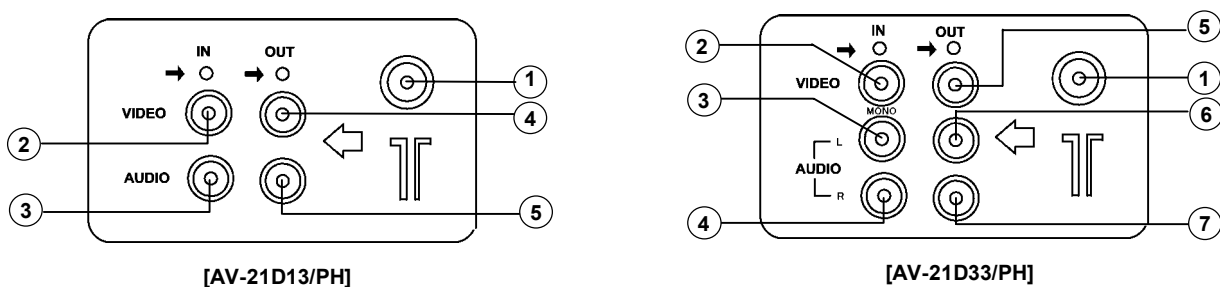 IN OUT
VIDEO
AUDIO
1
2
3
4
5
[AV-21D13/PH]
IN OUT
VIDEO
MONO
L
AUDIO
R
1
2
3
4
5
6
7
[AV-21D33/PH]